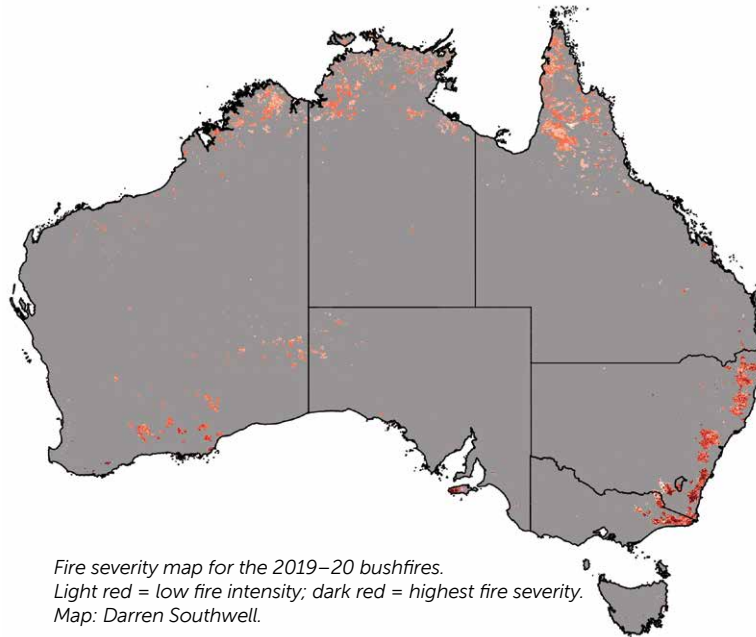 Fire severity map for the 2019–20 bushfires.
Light red = low fire intensity; dark red = highest fire severity.
Map: Darren Southwell.